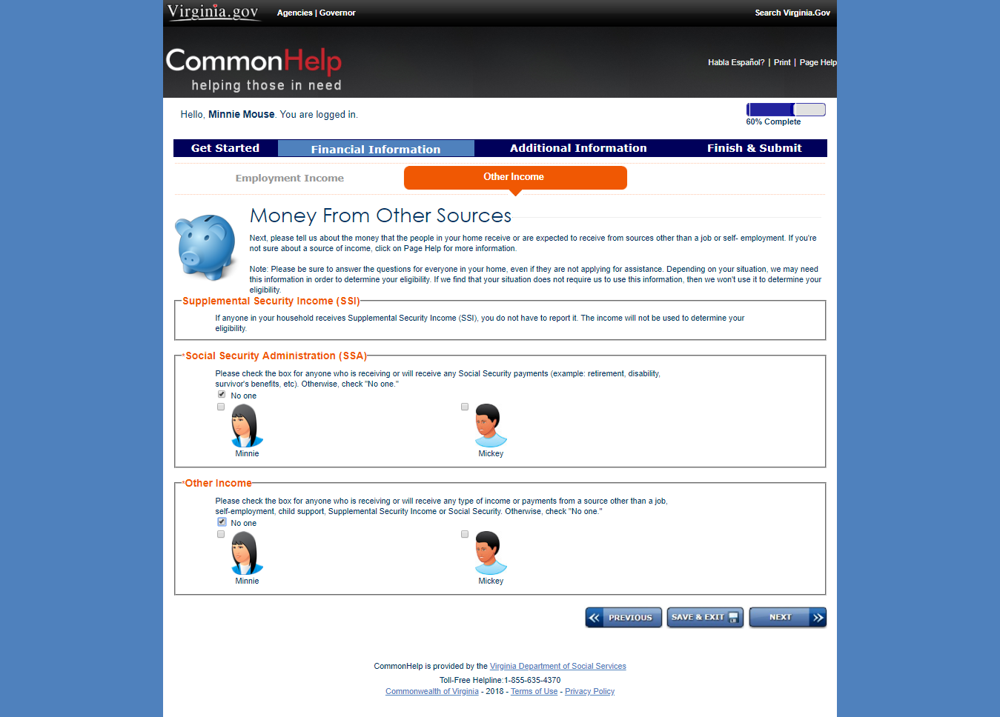 Virginia.gov Agencies | Governor Search Virginia.Gov
CommonHelp
helping those in need
Habla Español? | Print | Page Help
Hello, Minnie Mouse. You are logged in.
60% Complete
Get Started Financial Information Additional Information Finish & Submit
Employment Income Other Income
Money From Other Sources
Next, please tell us about the money that the people in your home receive or are expected to receive from sources other than a job or self- employment. If you're
not sure about a source of income, click on Page Help for more information.
Note: Please be sure to answer the questions for everyone in your home, even if they are not applying for assistance. Depending on your situation, we may need
this information in order to determine your eligibility. If we find that your situation does not require us to use this information, then we won't use it to determine your
eligibility.
Supplemental Security Income (SSI)
If anyone in your household receives Supplemental Security Income (SSI), you do not have to report it. The income will not be used to determine your
eligibility.
*Social Security Administration (SSA)
Please check the box for anyone who is receiving or will receive any Social Security payments (example: retirement, disability,
survivor's benefits, etc). Otherwise, check "No one."
No one
Minnie Mickey
*Other Income
Please check the box for anyone who is receiving or will receive any type of income or payments from a source other than a job,
self-employment, child support, Supplemental Security Income or Social Security. Otherwise, check "No one."
No one
Minnie Mickey
PREVIOUS SAVE & EXIT NEXT
CommonHelp is provided by the Virginia Department of Social Services
Toll-Free Helpline:1-855-635-4370
Commonwealth of Virginia - 2018 - Terms of Use - Privacy Policy